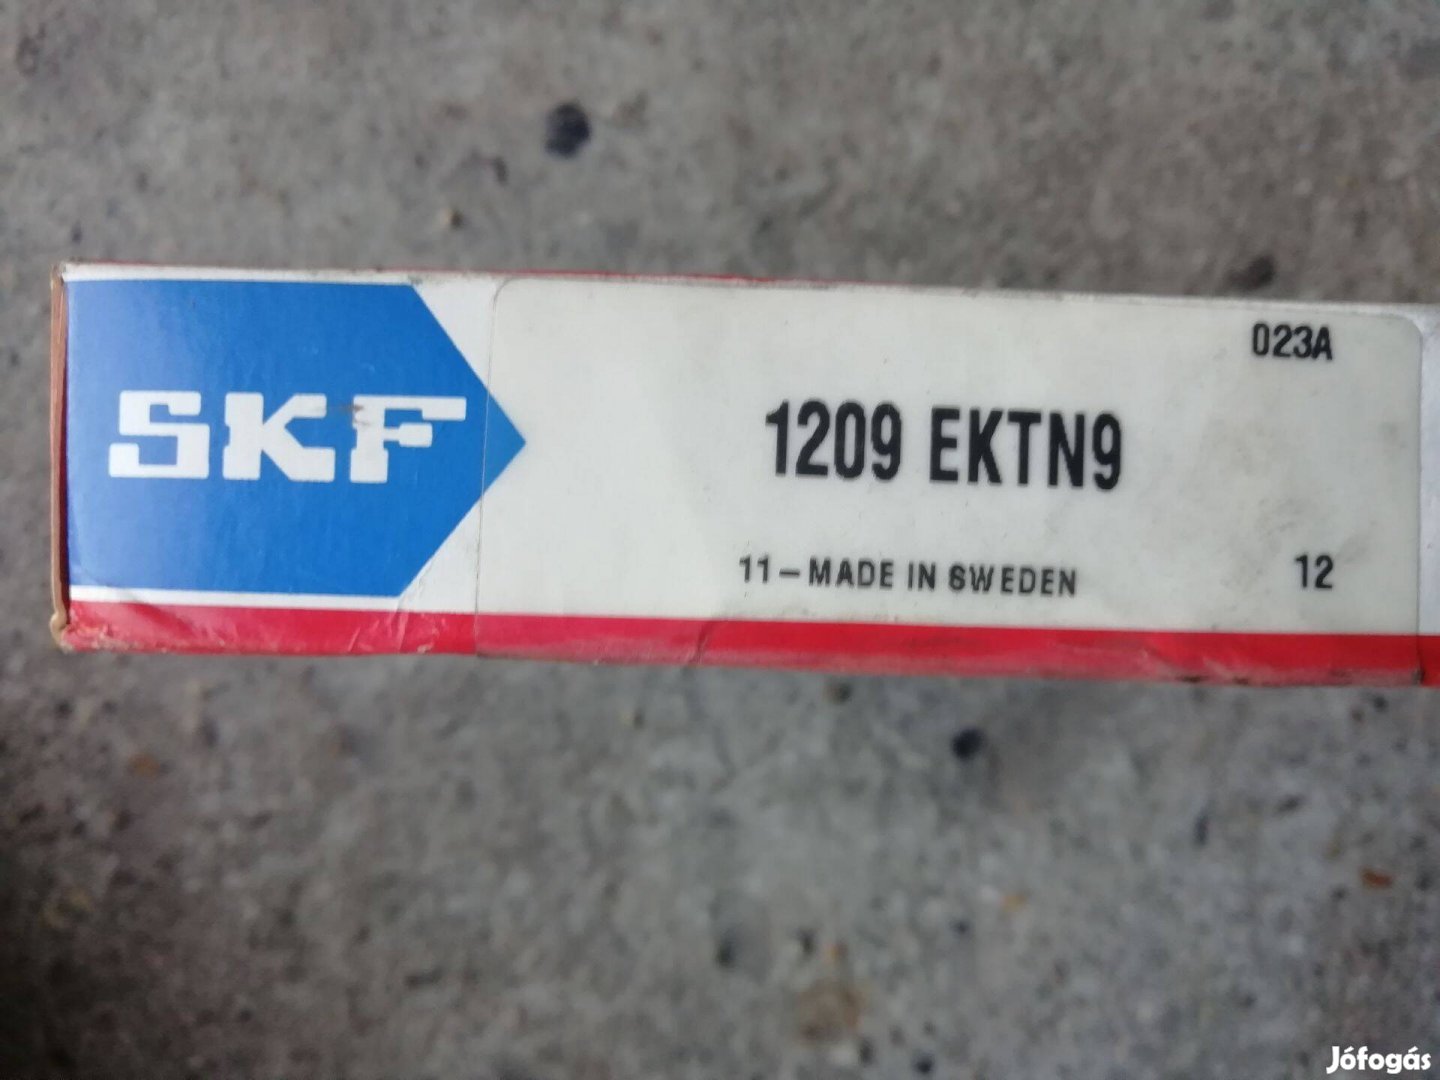 023A
SKF
1209 EKTN9
11–MADE IN SWEDEN 12
Jófogás